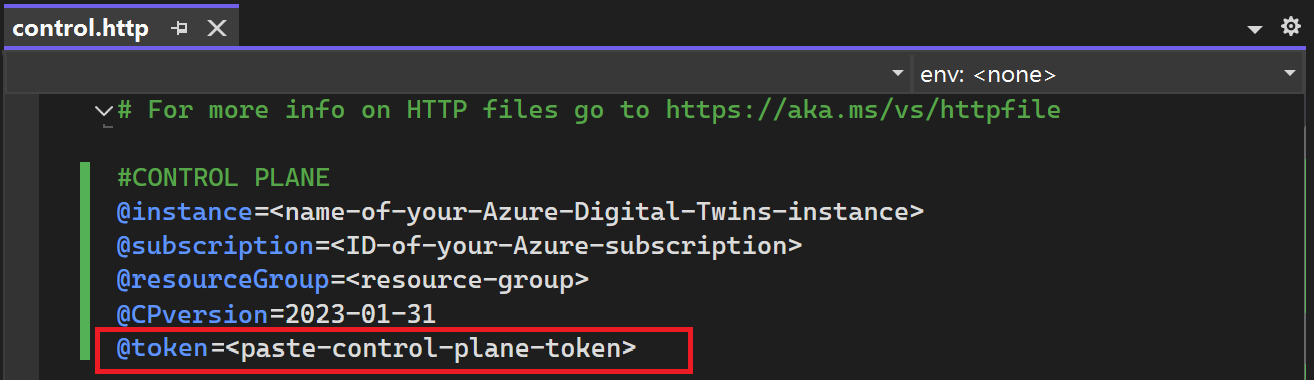 control.http
env: <none>
# For more info on HTTP files go to https://aka.ms/vs/httpfile
#CONTROL PLANE
@instance=<name-of-your-Azure-Digital-Twins-instance>
@subscription=<ID-of-your-Azure-subscription>
@resourceGroup=<resource-group>
@CPversion=2023-01-31
@token=<paste-control-plane-token>